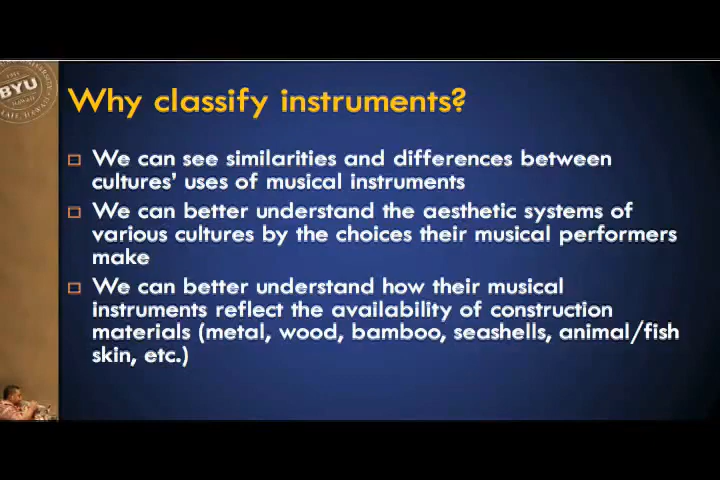 BYU
Why classify instruments?
We can see similarities and differences between
cultures' uses of musical instruments
We can better understand the aesthetic systems of
various cultures by the choices their musical performers
make
We can better understand how their musical
instruments reflect the availability of construction
materials (metal, wood, bamboo, seashells, animal/fish
skin, etc.)